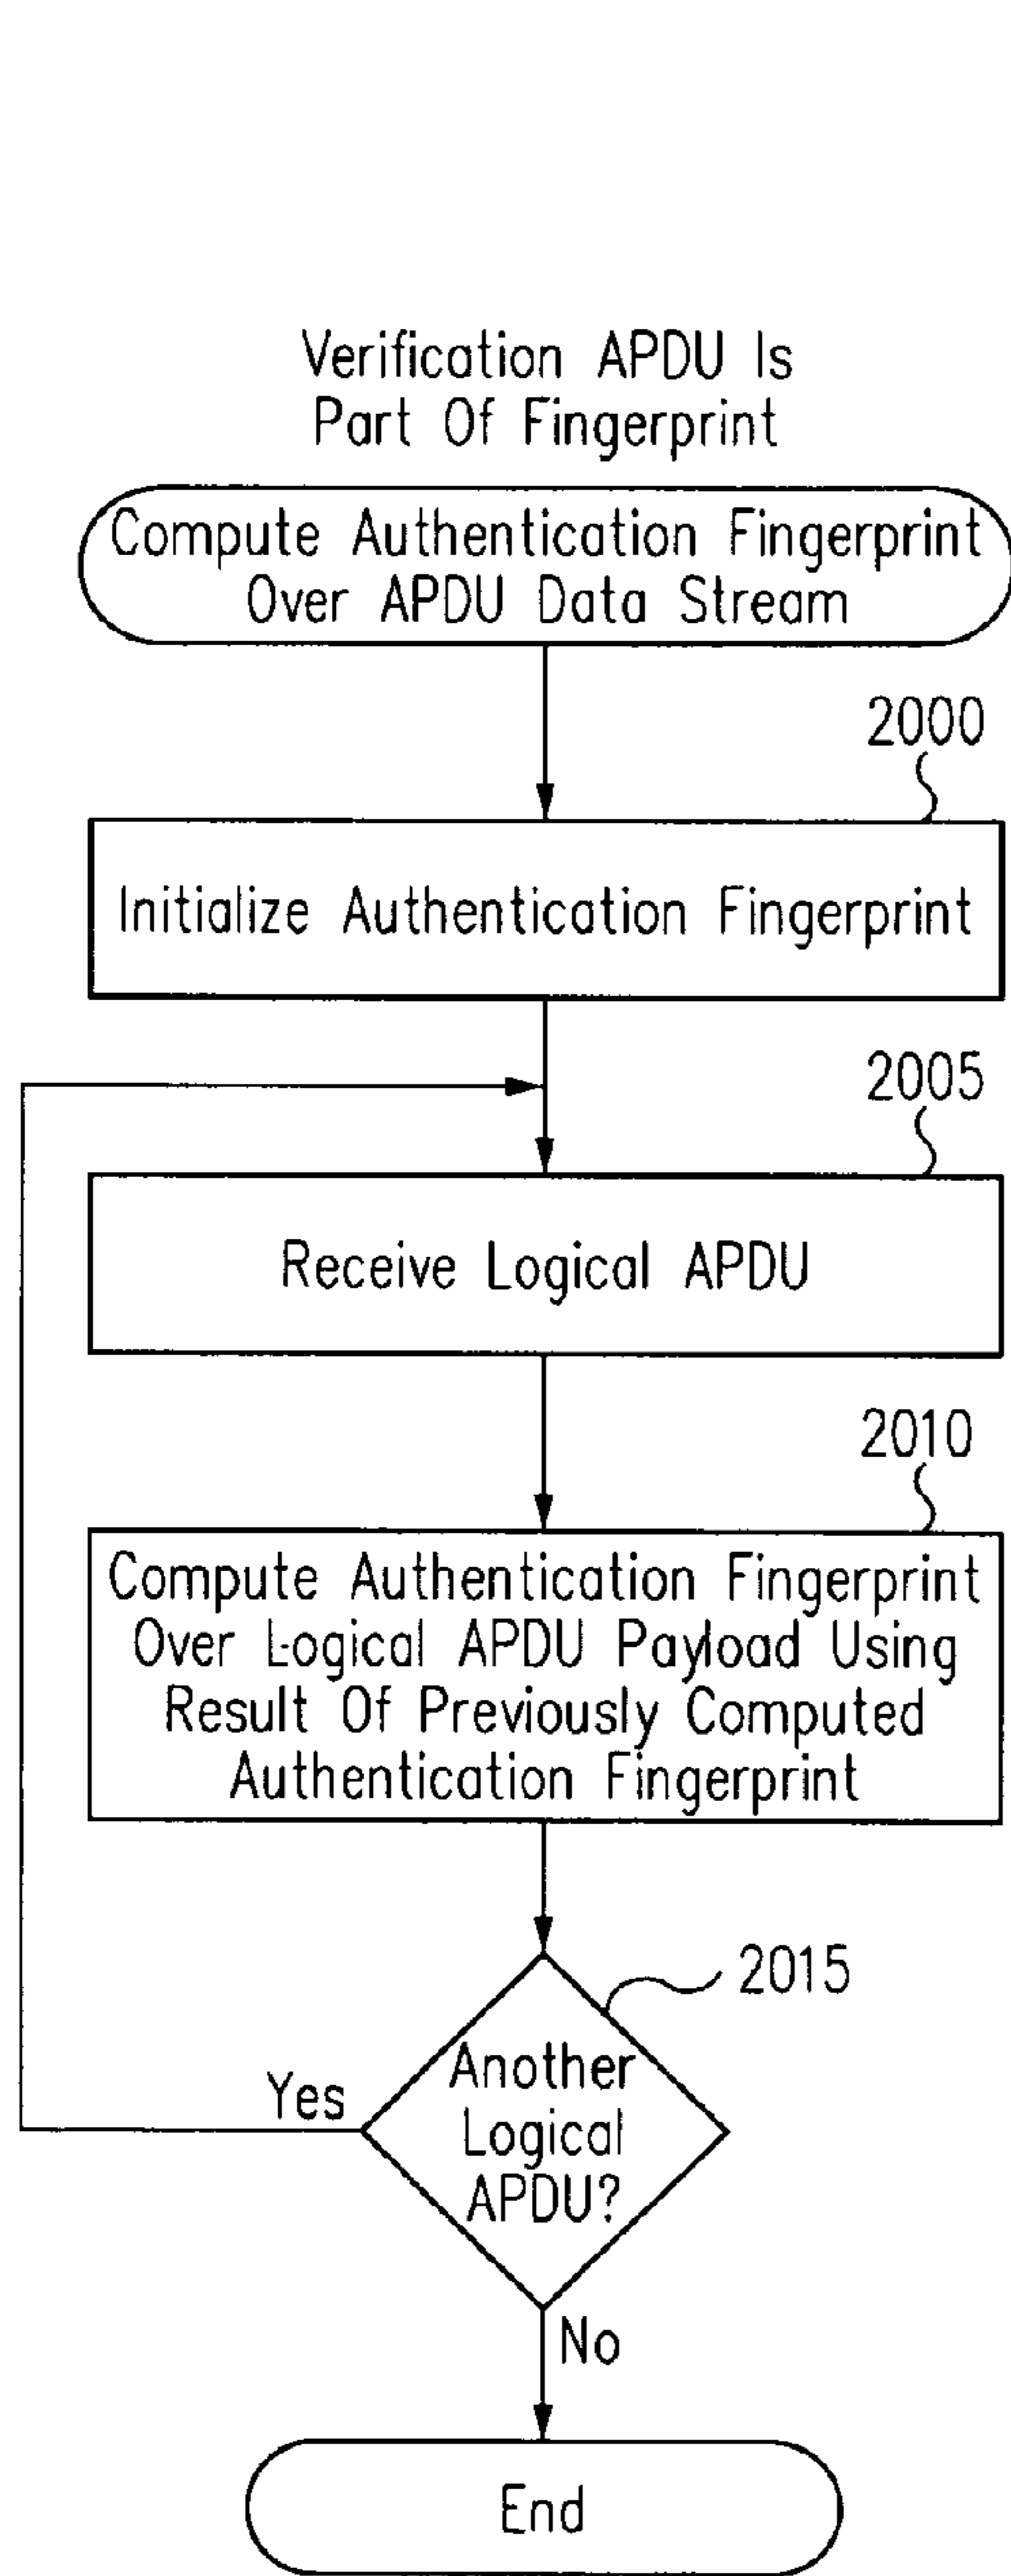 Verification APDU Is
Part Of Fingerprint
Compute Authentication Fingerprint
Over APDU Data Stream
2000
Initialize Authentication Fingerprint
2005
Receive Logical APDU
2010
Compute Authentication Fingerprint
Over Logical APDU Payload Using
Result Of Previously Computed
Authentication Fingerprint
2015
Another
Logical
APDU?
Yes
No
End